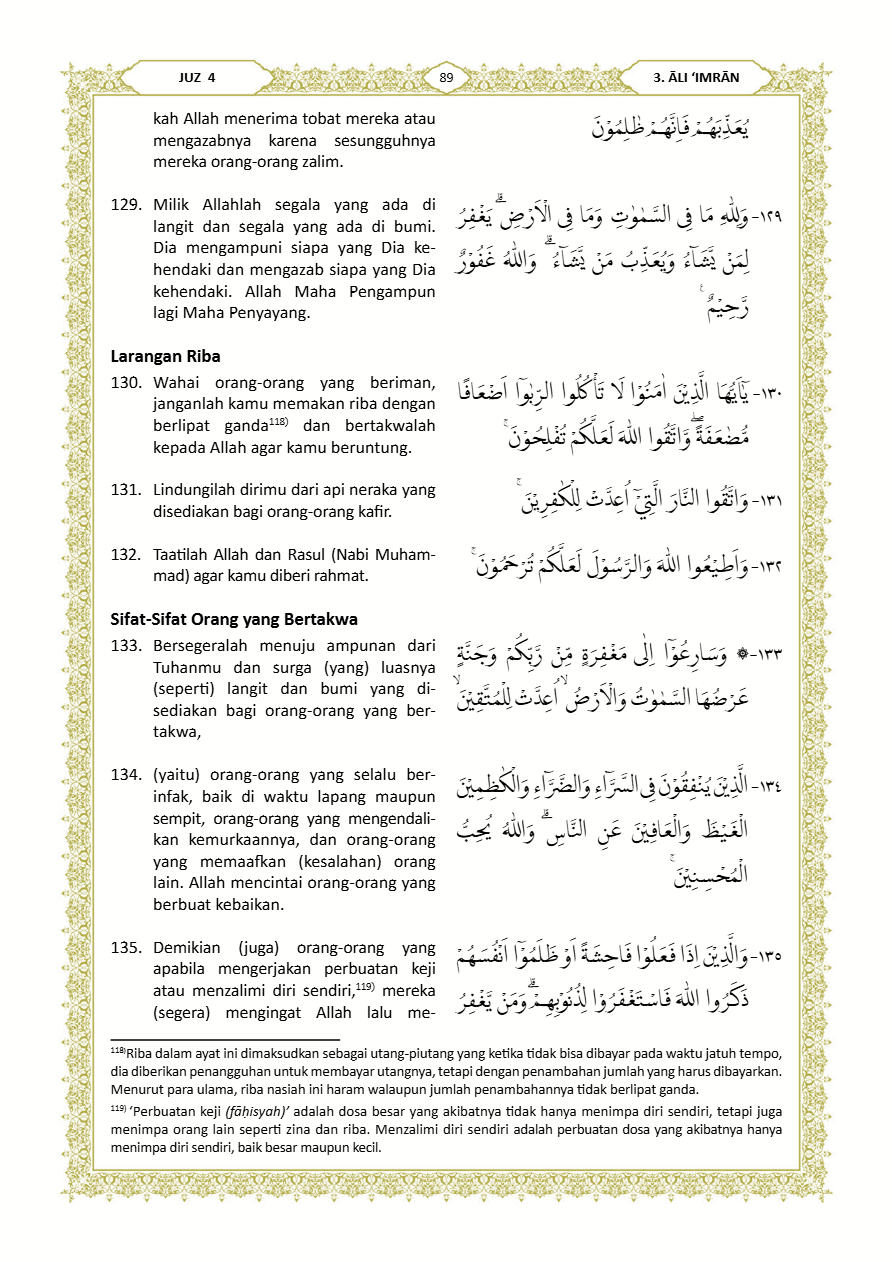 JUZ 4
89
3. ĀLI ‘IMRĀN
kah Allah menerima tobat mereka atau
mengazabnya karena sesungguhnya
mereka orang-orang zalim.
يُعَذِّبَهُمْ فَاِنَّهُمْ ظٰلِمُوْنَ
129. Milik Allahlah segala yang ada di
langit dan segala yang ada di bumi.
Dia mengampuni siapa yang Dia ke-
hendaki dan mengazab siapa yang Dia
kehendaki. Allah Maha Pengampun
lagi Maha Penyayang.
١٢٩- وَلِلّٰهِ مَا فِى السَّمٰوٰتِ وَمَا فِى الْاَرْضِۗ يَغْفِرُ
لِمَنْ يَّشَاۤءُ وَيُعَذِّبُ مَنْ يَّشَاۤءُ ۗ وَاللّٰهُ غَفُوْرٌ
رَّحِيْمٌ ࣖ
Larangan Riba
130. Wahai orang-orang yang beriman,
janganlah kamu memakan riba dengan
berlipat ganda118) dan bertakwalah
kepada Allah agar kamu beruntung.
١٣٠- يٰٓاَيُّهَا الَّذِيْنَ اٰمَنُوْا لَا تَأْكُلُوا الرِّبٰوٓا اَضْعَافًا
مُّضٰعَفَةً ۖوَّاتَّقُوا اللّٰهَ لَعَلَّكُمْ تُفْلِحُوْنَ ۚ
131. Lindungilah dirimu dari api neraka yang
disediakan bagi orang-orang kafir.
١٣١- وَاتَّقُوا النَّارَ الَّتِيْٓ اُعِدَّتْ لِلْكٰفِرِيْنَ ۚ
132. Taatilah Allah dan Rasul (Nabi Muham-
mad) agar kamu diberi rahmat.
١٣٢- وَاَطِيْعُوا اللّٰهَ وَالرَّسُوْلَ لَعَلَّكُمْ تُرْحَمُوْنَ ۚ
Sifat-Sifat Orang yang Bertakwa
133. Bersegeralah menuju ampunan dari
Tuhanmu dan surga (yang) luasnya
(seperti) langit dan bumi yang di-
sediakan bagi orang-orang yang ber-
takwa,
١٣٣- ۞ وَسَارِعُوْٓا اِلٰى مَغْفِرَةٍ مِّنْ رَّبِّكُمْ وَجَنَّةٍ
عَرْضُهَا السَّمٰوٰتُ وَالْاَرْضُۙ اُعِدَّتْ لِلْمُتَّقِيْنَۙ
134. (yaitu) orang-orang yang selalu ber-
infak, baik di waktu lapang maupun
sempit, orang-orang yang mengendali-
kan kemurkaannya, dan orang-orang
yang memaafkan (kesalahan) orang
lain. Allah mencintai orang-orang yang
berbuat kebaikan.
١٣٤- الَّذِيْنَ يُنْفِقُوْنَ فِى السَّرَّاۤءِ وَالضَّرَّاۤءِ وَالْكٰظِمِيْنَ
الْغَيْظَ وَالْعَافِيْنَ عَنِ النَّاسِۗ وَاللّٰهُ يُحِبُّ
الْمُحْسِنِيْنَۚ
135. Demikian (juga) orang-orang yang
apabila mengerjakan perbuatan keji
atau menzalimi diri sendiri,119) mereka
(segera) mengingat Allah lalu me-
١٣٥- وَالَّذِيْنَ اِذَا فَعَلُوْا فَاحِشَةً اَوْ ظَلَمُوْٓا اَنْفُسَهُمْ
ذَكَرُوا اللّٰهَ فَاسْتَغْفَرُوْا لِذُنُوْبِهِمْۗ وَمَنْ يَّغْفِرُ
118)Riba dalam ayat ini dimaksudkan sebagai utang-piutang yang ketika tidak bisa dibayar pada waktu jatuh tempo,
dia diberikan penangguhan untuk membayar utangnya, tetapi dengan penambahan jumlah yang harus dibayarkan.
Menurut para ulama, riba nasiah ini haram walaupun jumlah penambahannya tidak berlipat ganda.
119) ‘Perbuatan keji (fāḥisyah)’ adalah dosa besar yang akibatnya tidak hanya menimpa diri sendiri, tetapi juga
menimpa orang lain seperti zina dan riba. Menzalimi diri sendiri adalah perbuatan dosa yang akibatnya hanya
menimpa diri sendiri, baik besar maupun kecil.